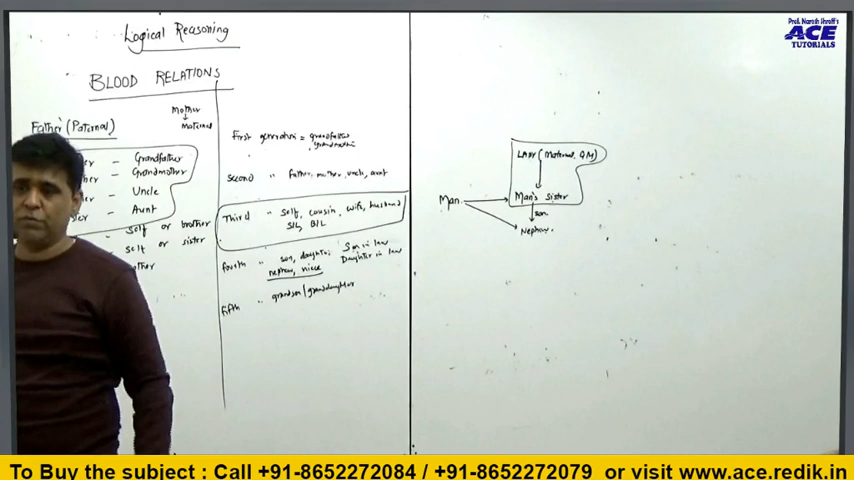 Logical Reasoning
BLOOD RELATIONS
Mother
Maternal
Father (Paternal)
- Grandfather
- Grandmother
- Uncle
- Aunt
self or brother
self or sister
First generation = grandfather
grandmother
second " father, mother, uncle, aunt
Third " self, cousin, wife, husband
SIL, BIL
fourth " son, daughter, Son in law
nephew, niece Daughter in law
fifth " grandson/granddaughter
LADY (Maternal GM)
Man. Man's Sister
son.
Nephew.
Prof. Naresh Shroff's
ACE
TUTORIALS
To Buy the subject : Call +91-8652272084 / +91-8652272079 or visit www.ace.redik.in